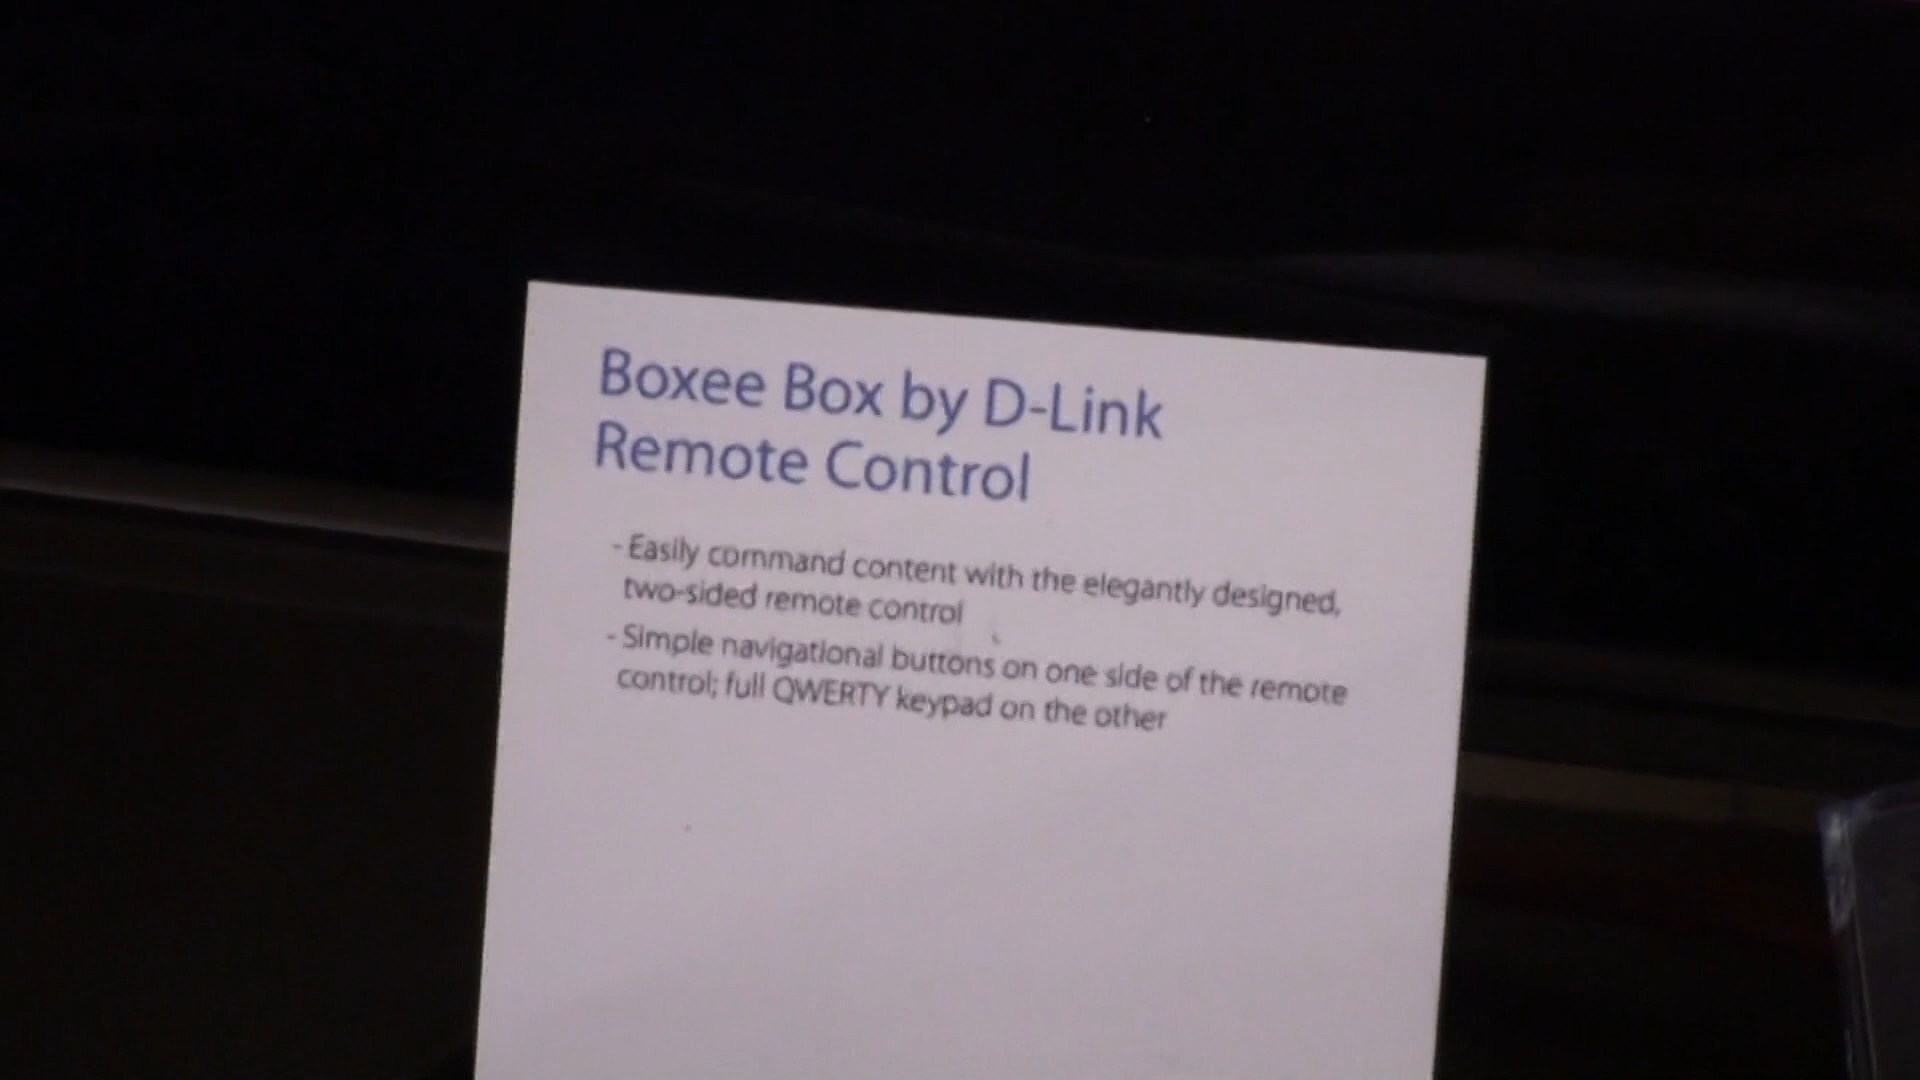 Boxee Box by D-Link
Remote Control
- Easily command content with the elegantly designed,
two-sided remote control
- Simple navigational buttons on one side of the remote
control; full QWERTY keypad on the other